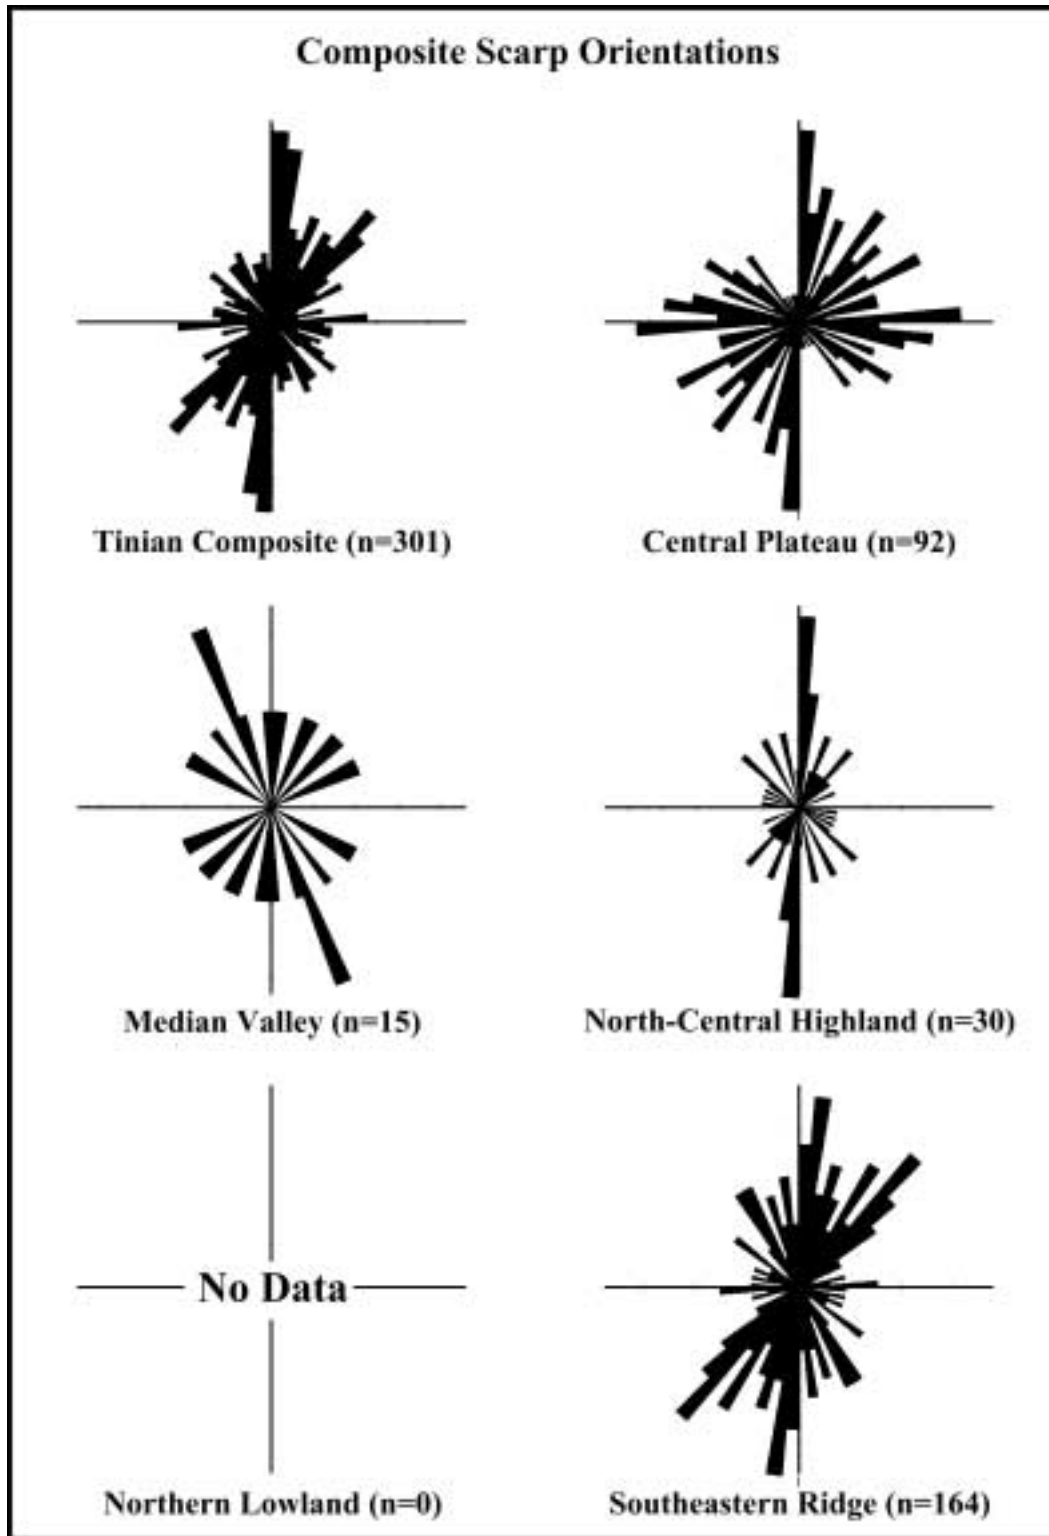 Composite Scarp Orientations
Tinian Composite (n=301)
Central Plateau (n=92)
Median Valley (n=15)
North-Central Highland (n=30)
No Data
Northern Lowland (n=0)
Southeastern Ridge (n=164)